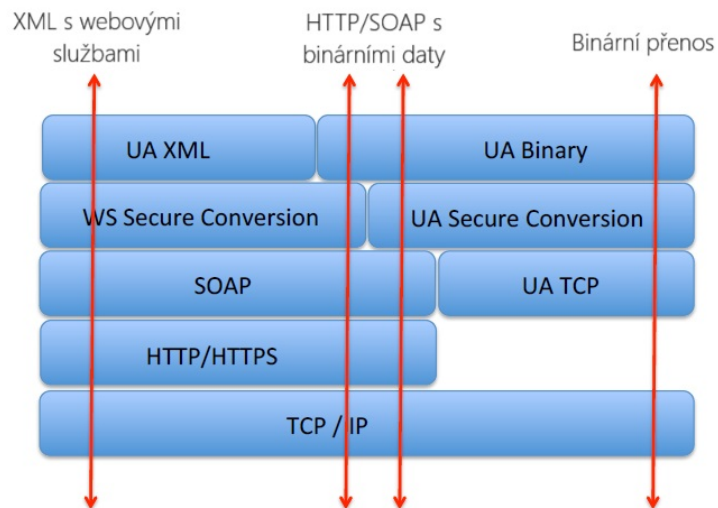 XML s webovými
službami
HTTP/SOAP s
binárními daty
Binární přenos
UA XML
UA Binary
WS Secure Conversion
UA Secure Conversion
SOAP
UA TCP
HTTP/HTTPS
TCP / IP